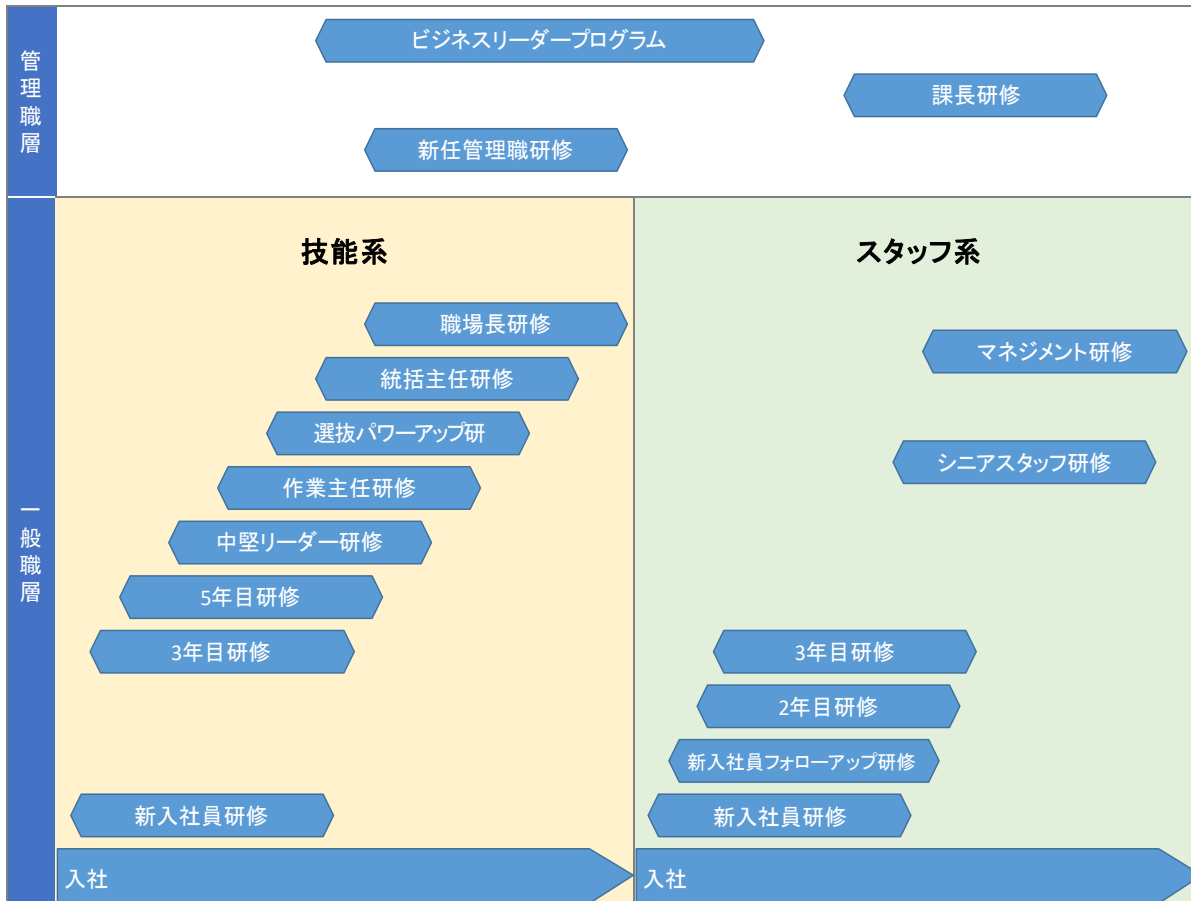 管理職層
ビジネスリーダープログラム
課長研修
新任管理職研修
一般職層
技能系
職場長研修
統括主任研修
選抜パワーアップ研
作業主任研修
中堅リーダー研修
5年目研修
3年目研修
新入社員研修
入社
スタッフ系
マネジメント研修
シニアスタッフ研修
3年目研修
2年目研修
新入社員フォローアップ研修
新入社員研修
入社